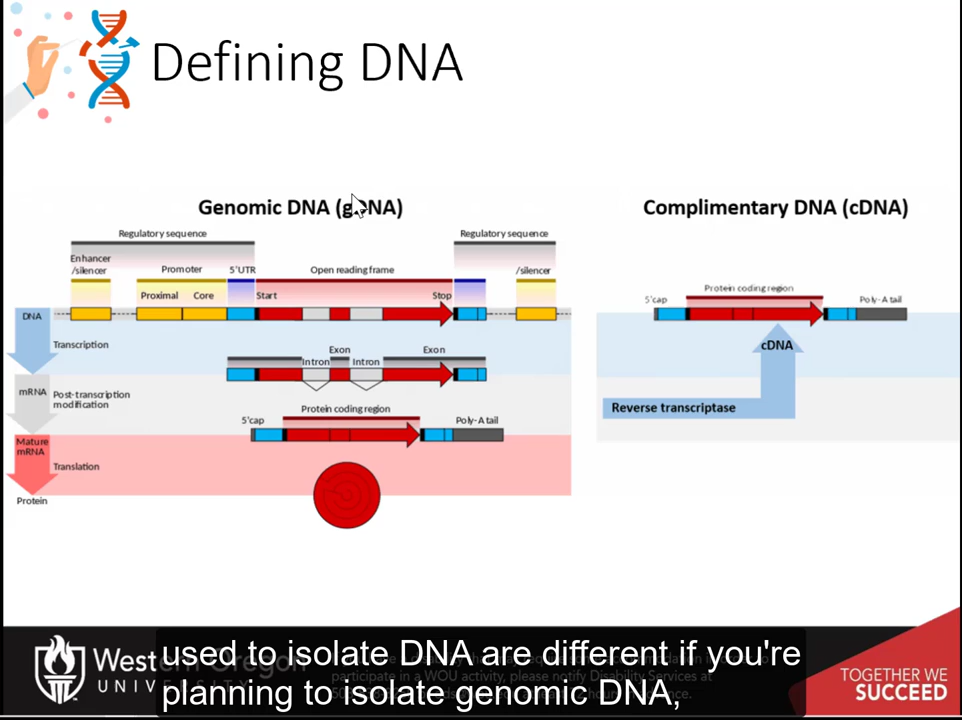 Defining DNA
Genomic DNA (gDNA)
Complimentary DNA (cDNA)
Regulatory sequence
Regulatory sequence
Enhancer
/silencer
Promoter
5'UTR
Open reading frame
/silencer
Proximal
Core
Start
Stop
DNA
Transcription
Intron
Exon
Intron
Exon
mRNA
Post-transcription
modification
5'cap
Protein coding region
Poly-A tail
Mature
mRNA
Translation
Protein
5'cap
Protein coding region
Poly-A tail
cDNA
Reverse transcriptase
Western Oregon
UNIVERSITY
used to isolate DNA are different if you're
planning to isolate genomic DNA,
participate in a WOU activity, please notify Disability Services at
TOGETHER WE
SUCCEED